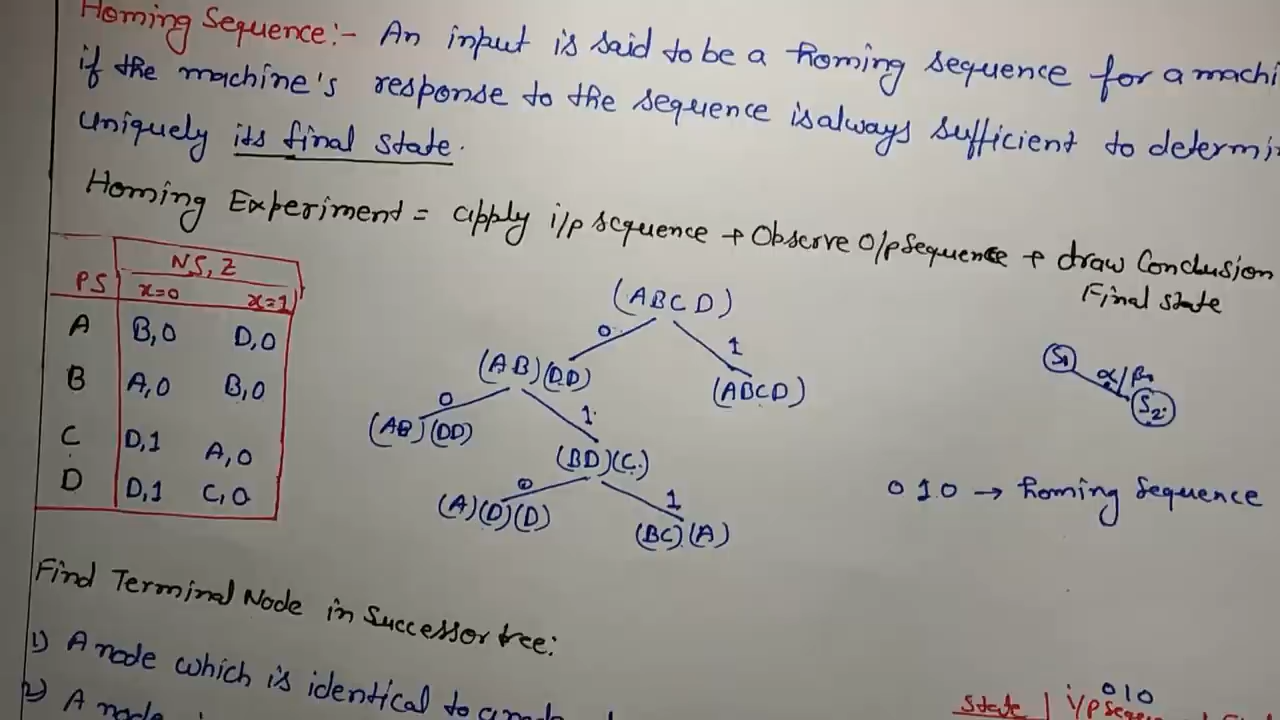 Homing Sequence:- An input is said to be a homing sequence for a machi
if the machine's response to the sequence is always sufficient to determi
uniquely its final state.
Homing Experiment = apply i/p sequence + Observe O/p Sequence + draw Conclusion
Final state
PS NS, Z
x=0 x=1
A B,0 D,0
B A,0 B,0
C D,1 A,0
D D,1 C,0
(ABCD)
0 1
(AB)(DD) (ABCD)
0 1
(AB)(DD) (BD)(C)
0 1
(A)(D)(D) (BC)(A)
S1
S2
0 1 0 → homing sequence
Find Terminal Node in Successor tree:
1) A node which is identical to a node
2) A node
010
state i/p